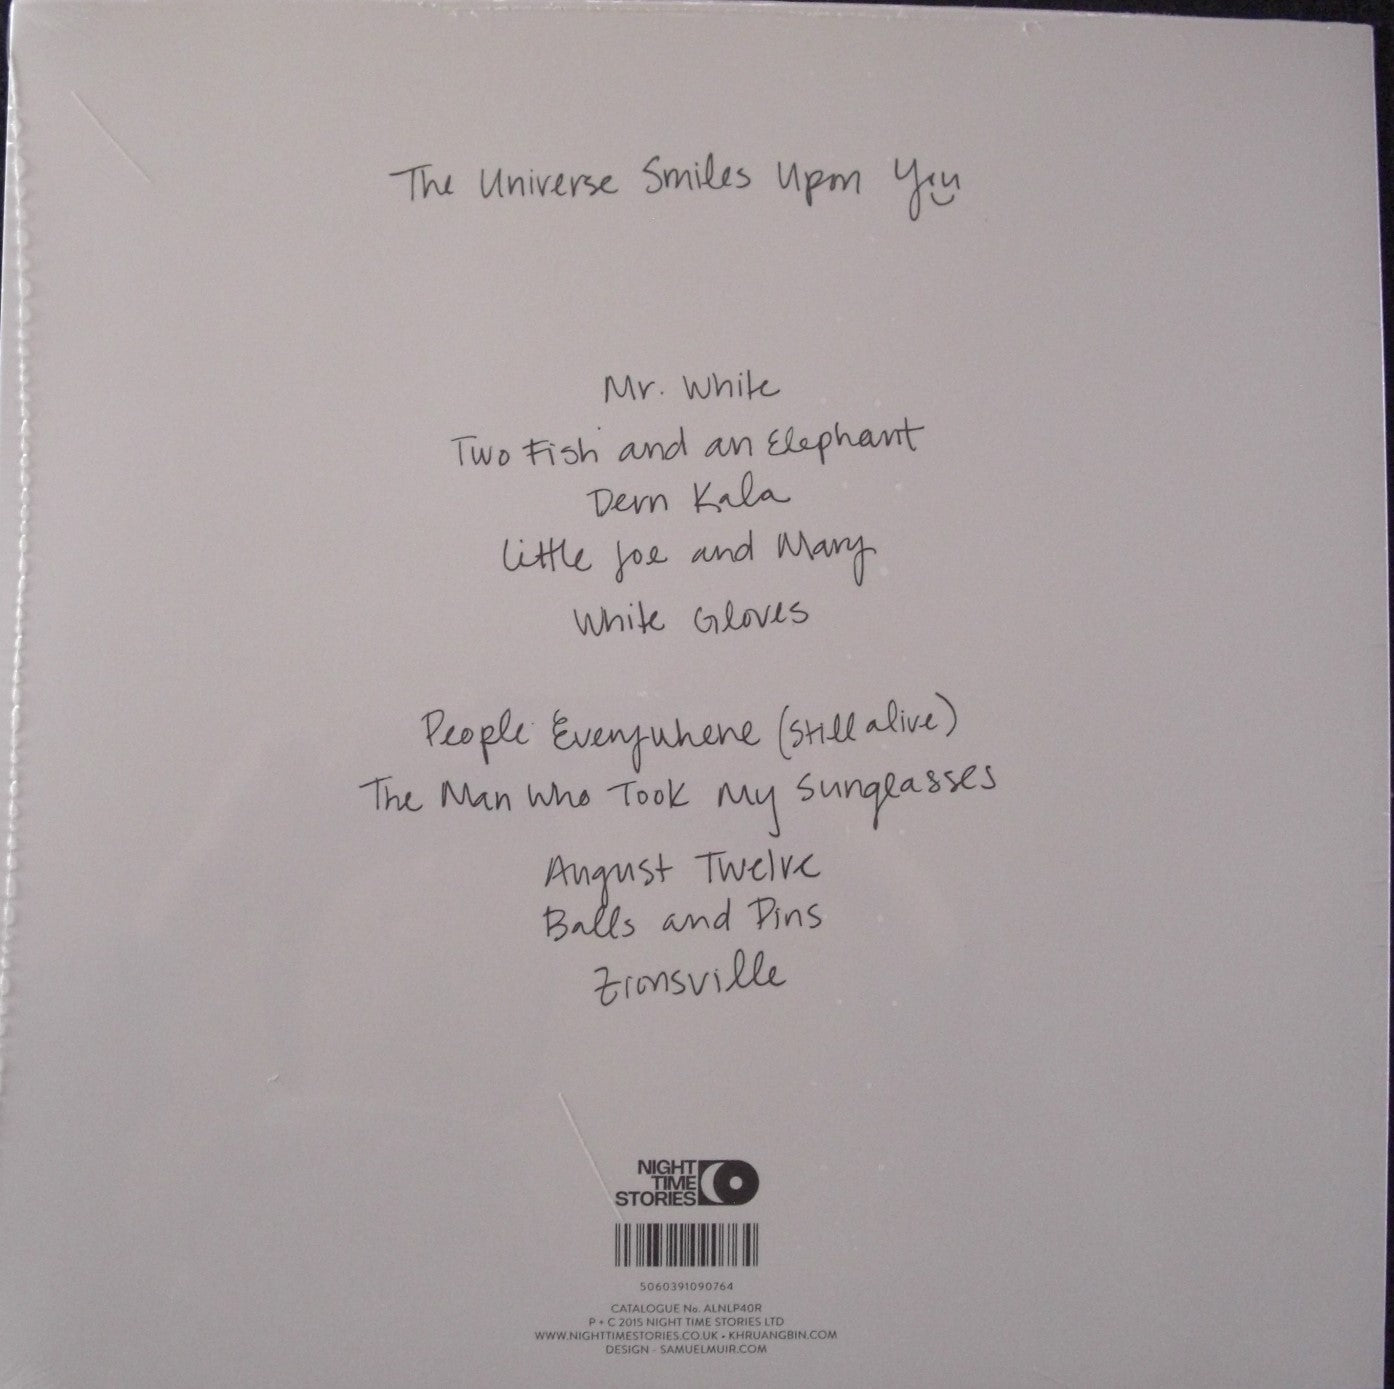 The Universe Smiles Upon You
Mr. White
Two Fish and an Elephant
Dern Kala
Little Joe and Mary
White Gloves
People Everywhere (Still alive)
The Man Who Took My Sunglasses
August Twelve
Balls and Pins
Zionsville
NIGHT
TIME
STORIES
5060391090764
CATALOGUE No. ALNLP40R
P + C 2015 NIGHT TIME STORIES LTD
WWW.NIGHTTIMESTORIES.CO.UK • KHRUANGBIN.COM
DESIGN - SAMUELMUIR.COM